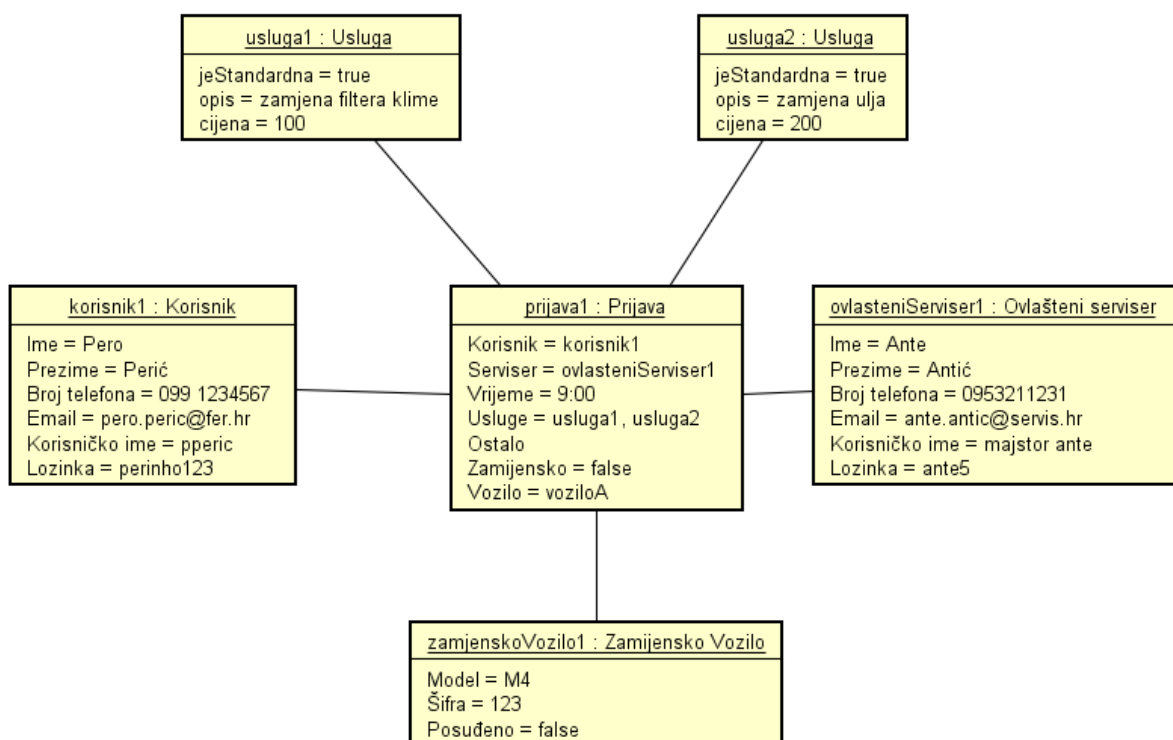 usluga1 : Usluga
jeStandardna = true
opis = zamjena filtera klime
cijena = 100
usluga2 : Usluga
jeStandardna = true
opis = zamjena ulja
cijena = 200
korisnik1 : Korisnik
Ime = Pero
Prezime = Perić
Broj telefona = 099 1234567
Email = pero.peric@fer.hr
Korisničko ime = pperic
Lozinka = perinho123
prijava1 : Prijava
Korisnik = korisnik1
Serviser = ovlasteniServiser1
Vrijeme = 9:00
Usluge = usluga1, usluga2
Ostalo
Zamijensko = false
Vozilo = voziloA
ovlasteniServiser1 : Ovlašteni serviser
Ime = Ante
Prezime = Antić
Broj telefona = 0953211231
Email = ante.antic@servis.hr
Korisničko ime = majstor ante
Lozinka = ante5
zamjenskoVozilo1 : Zamijensko Vozilo
Model = M4
Šifra = 123
Posuđeno = false